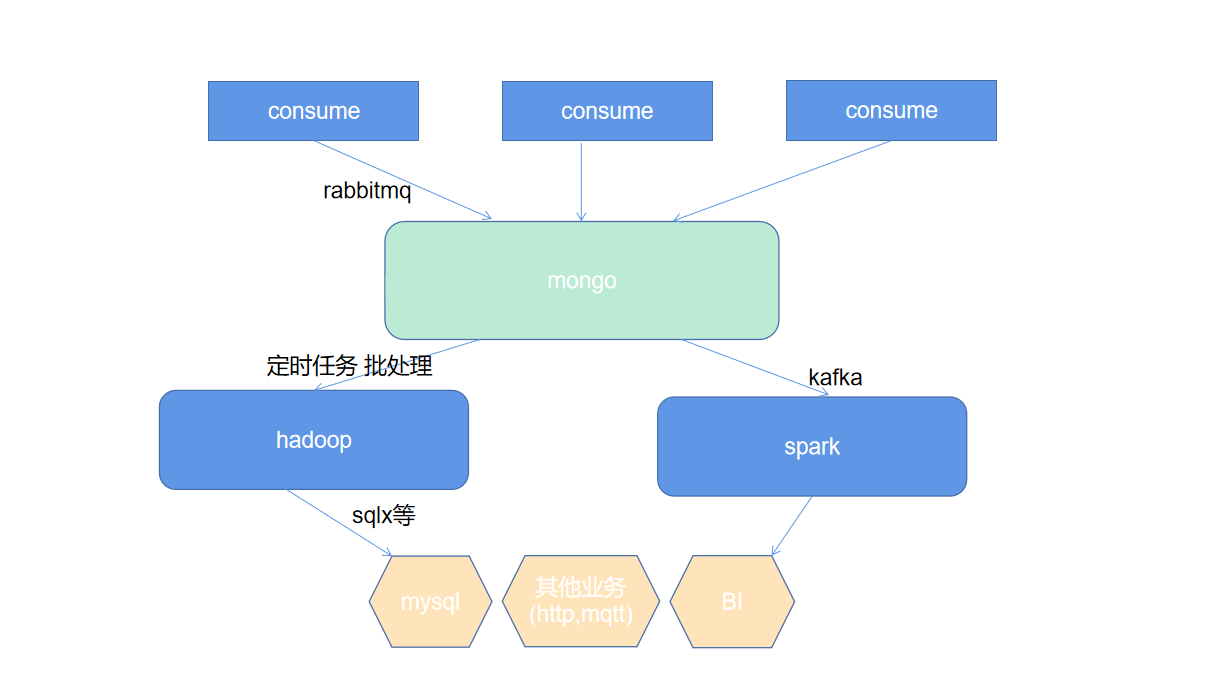 consume
consume
consume
rabbitmq
mongo
定时任务 批处理
kafka
hadoop
spark
sqlx等
mysql
其他业务
(http,mqtt)
BI